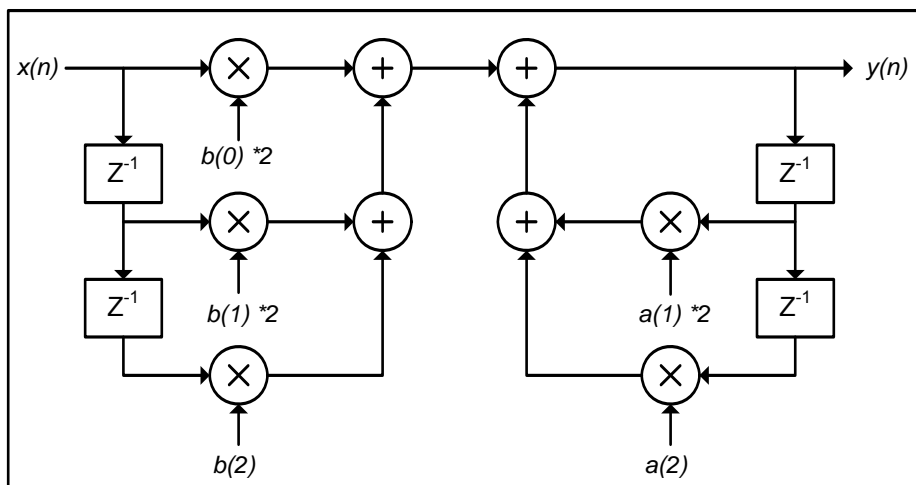 x(n)
y(n)
b(0) *2
Z-1
Z-1
b(1) *2
a(1) *2
Z-1
Z-1
b(2)
a(2)